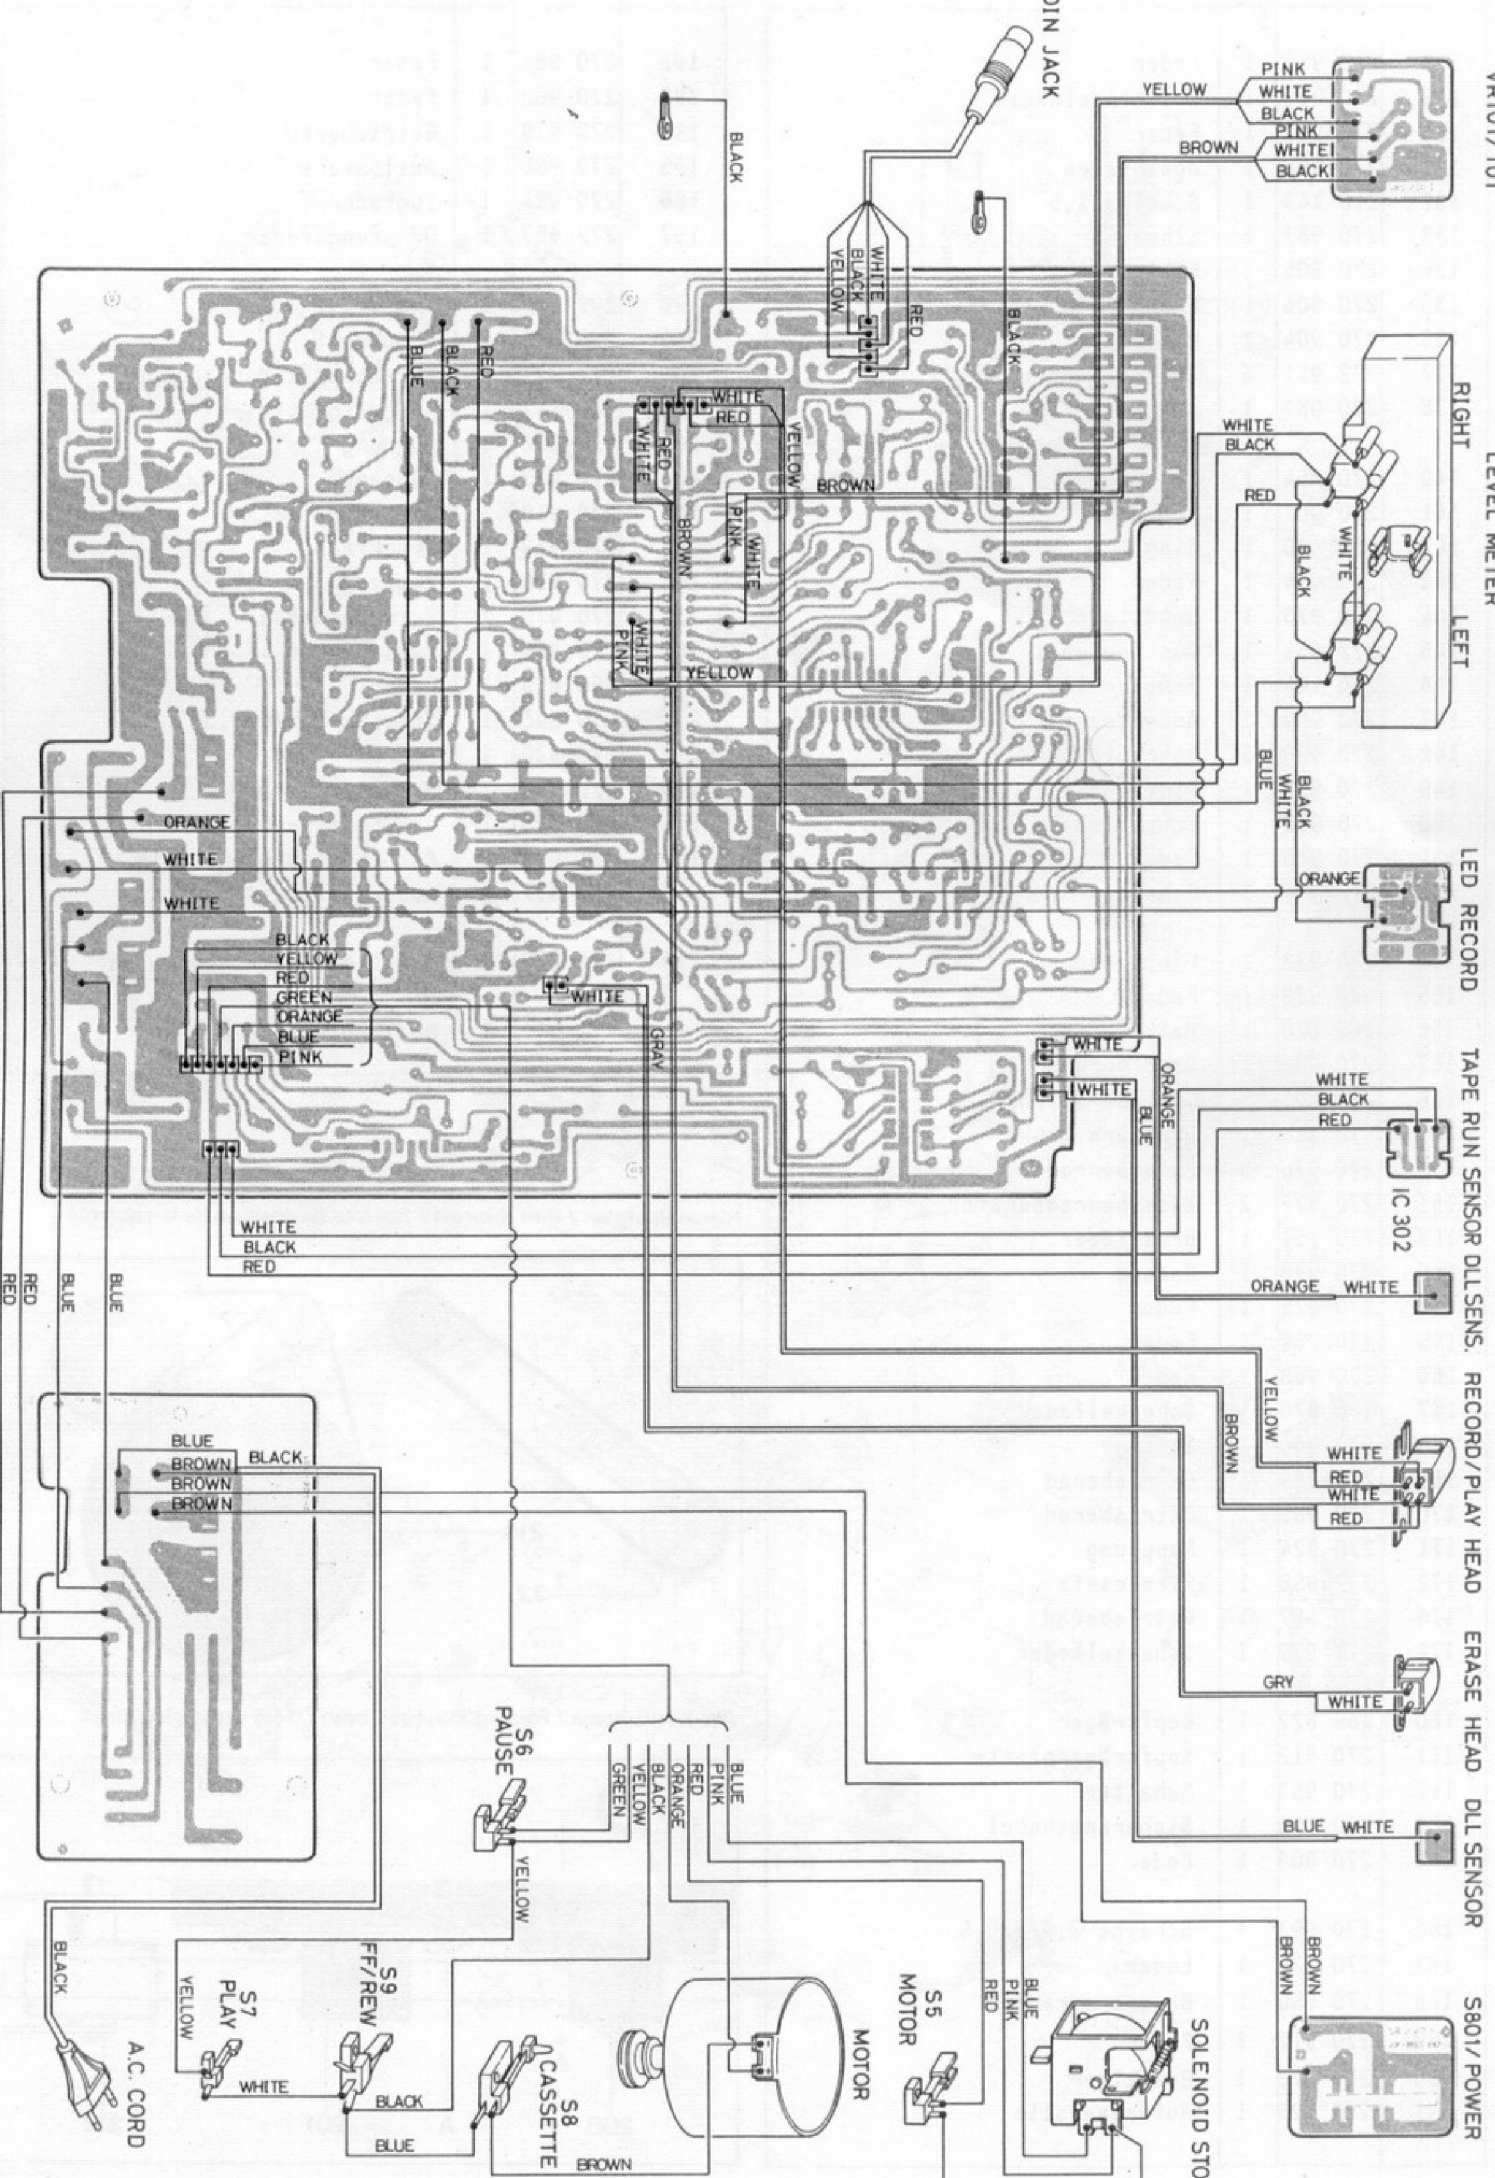 DIN JACK
VR101/101
LEVEL METER
RIGHT
LEFT
LED RECORD
TAPE RUN SENSOR
DLL SENS.
RECORD/PLAY HEAD
ERASE HEAD
DLL SENSOR
S801/POWER
PINK
WHITE
BLACK
PINK
WHITE
BLACK
YELLOW
BROWN
BLACK
WHITE
BLACK
YELLOW
RED
BLACK
BLUE
BLACK
RED
WHITE
RED
WHITE
RED
YELLOW
BROWN
BROWN
PINK
WHITE
WHITE
PINK
YELLOW
WHITE
BLACK
RED
WHITE
BLACK
BLUE
WHITE
BLACK
ORANGE
ORANGE
WHITE
WHITE
BLACK
YELLOW
RED
GREEN
ORANGE
BLUE
PINK
WHITE
GRAY
WHITE
WHITE
ORANGE
BLUE
WHITE
BLACK
RED
IC 302
WHITE
BLACK
RED
ORANGE
WHITE
RED
RED
BLUE
BLUE
YELLOW
BROWN
WHITE
RED
WHITE
RED
BLUE
BROWN
BROWN
BROWN
BLACK
GRY
WHITE
S6
PAUSE
GREEN
YELLOW
BLACK
ORANGE
RED
PINK
BLUE
BLUE
WHITE
YELLOW
BLACK
A.C. CORD
S7
PLAY
YELLOW
WHITE
S9
FF/REW
BLACK
BLUE
S8
CASSETTE
BROWN
MOTOR
S5
MOTOR
RED
PINK
BLUE
BROWN
BROWN
SOLENOID STO